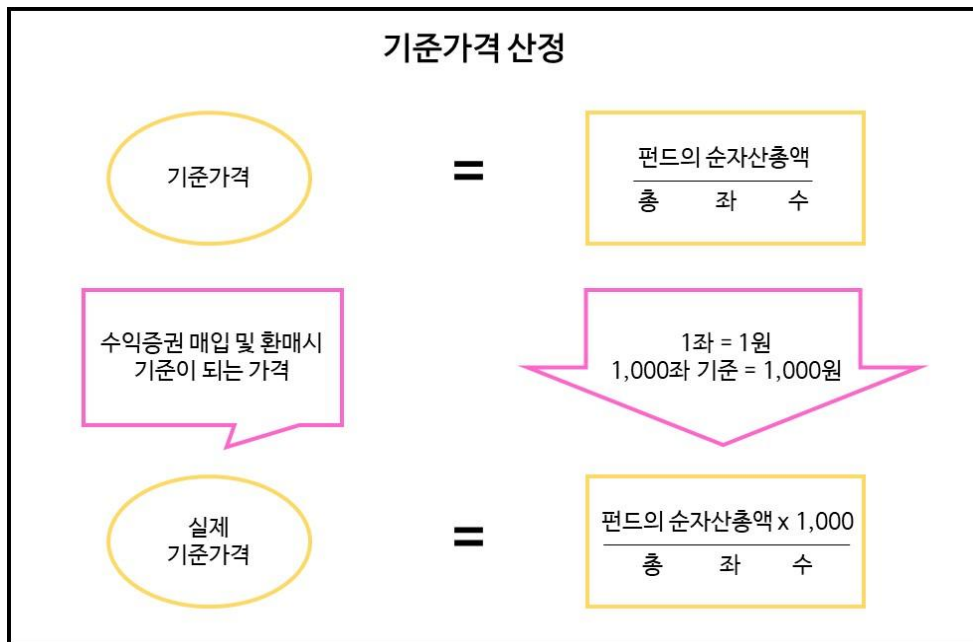 기준가격 산정
기준가격
=
펀드의 순자산총액
총 좌 수
수익증권 매입 및 환매시
기준이 되는 가격
1좌 = 1원
1,000좌 기준 = 1,000원
실제
기준가격
=
펀드의 순자산총액 x 1,000
총 좌 수